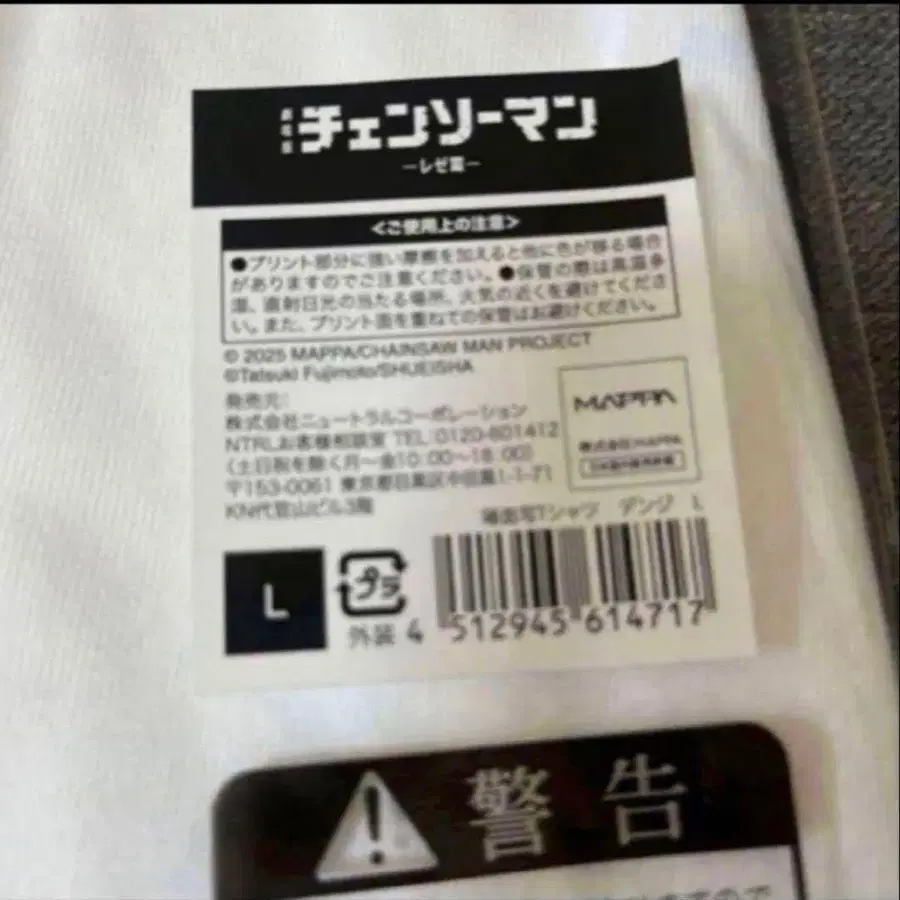 劇場版
チェンソーマン
―レゼ篇―
<ご使用上の注意>
●プリント部分に強い摩擦を加えると他に色が移る場合
がありますのでご注意ください。●保管の際は高温多
湿、直射日光の当たる場所、火気の近くを避けてくださ
い。また、プリント面を重ねての保管はお避けください。
© 2025 MAPPA/CHAINSAW MAN PROJECT
©Tatsuki Fujimoto/SHUEISHA
発売元:
株式会社ニュートラルコーポレーション
NTRLお客様相談室 TEL:0120-801412
(土日祝を除く月～金10:00～18:00)
〒153-0061 東京都目黒区中目黒1-1-71
KN代官山ビル3階
MAPPA
株式会社MAPPA
場面写Tシャツ デンジ L
L
プラ
外装
4 512945 614717
警告